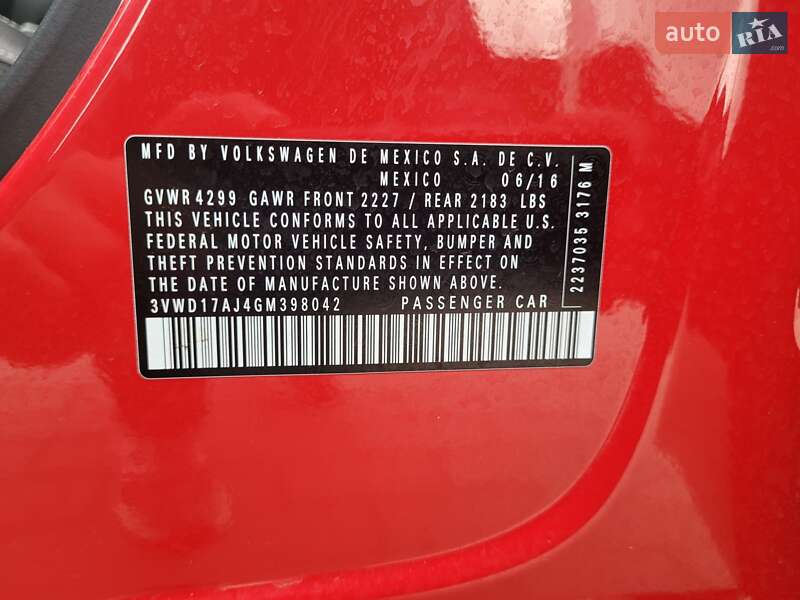 auto RIA
MFD BY VOLKSWAGEN DE MEXICO S.A. DE C.V.
MEXICO 06/16
GVWR 4299 GAWR FRONT 2227 / REAR 2183 LBS
THIS VEHICLE CONFORMS TO ALL APPLICABLE U.S.
FEDERAL MOTOR VEHICLE SAFETY, BUMPER AND
THEFT PREVENTION STANDARDS IN EFFECT ON
THE DATE OF MANUFACTURE SHOWN ABOVE.
3VWD17AJ4GM398042 PASSENGER CAR
2237035 3176 M